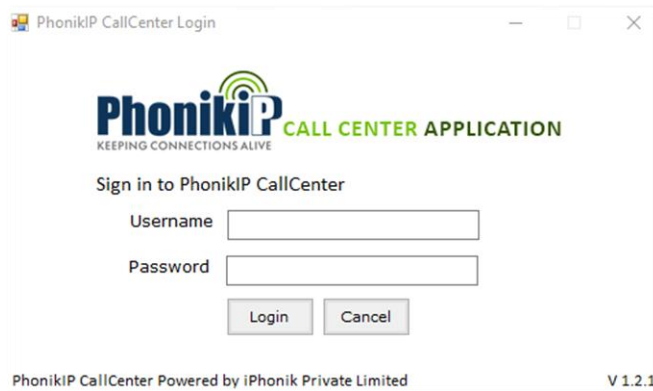 PhonikIP CallCenter Login
PhonikiP CALL CENTER APPLICATION
KEEPING CONNECTIONS ALIVE
Sign in to PhonikIP CallCenter
Username
Password
Login Cancel
PhonikIP CallCenter Powered by iPhonik Private Limited V 1.2.1